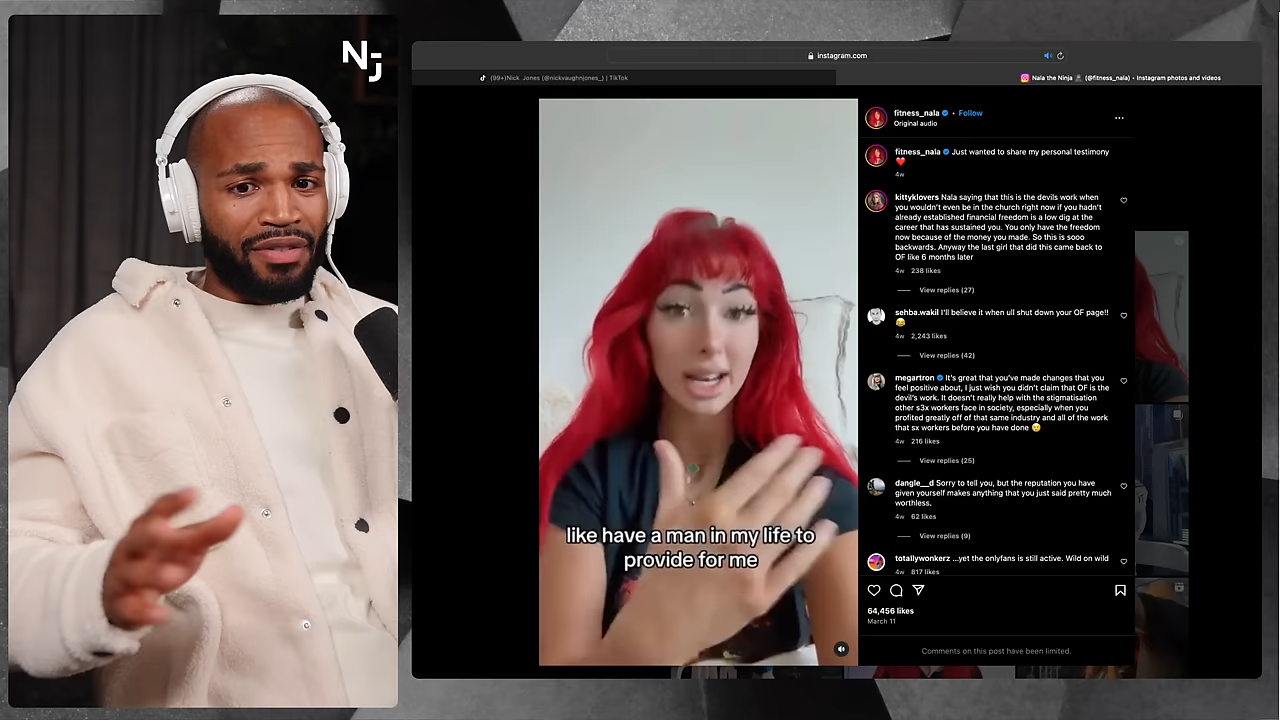 NJ
instagram.com
(99+)Nick Jones (@nickvaughnjones_) | TikTok
Nala the Ninja 🥷 (@fitness_nala) • Instagram photos and videos
like have a man in my life to
provide for me
fitness_nala • Follow
Original audio
fitness_nala Just wanted to share my personal testimony
❤️
4w
kittyklovers Nala saying that this is the devils work when
you wouldn't even be in the church right now if you hadn't
already established financial freedom is a low dig at the
career that has sustained you. You only have the freedom
now because of the money you made. So this is sooo
backwards. Anyway the last girl that did this came back to
OF like 6 months later
4w 238 likes
View replies (27)
sehba.wakil I'll believe it when ull shut down your OF page!!
😂
4w 2,243 likes
View replies (42)
megartron It's great that you've made changes that you
feel positive about, I just wish you didn't claim that OF is the
devil's work. It doesn't really help with the stigmatisation
other s3x workers face in society, especially when you
profited greatly off of that same industry and all of the work
that sx workers before you have done 😢
4w 216 likes
View replies (25)
dangle__d Sorry to tell you, but the reputation you have
given yourself makes anything that you just said pretty much
worthless.
4w 62 likes
View replies (9)
totallywonkerz ...yet the onlyfans is still active. Wild on wild
4w 817 likes
64,456 likes
March 11
Comments on this post have been limited.